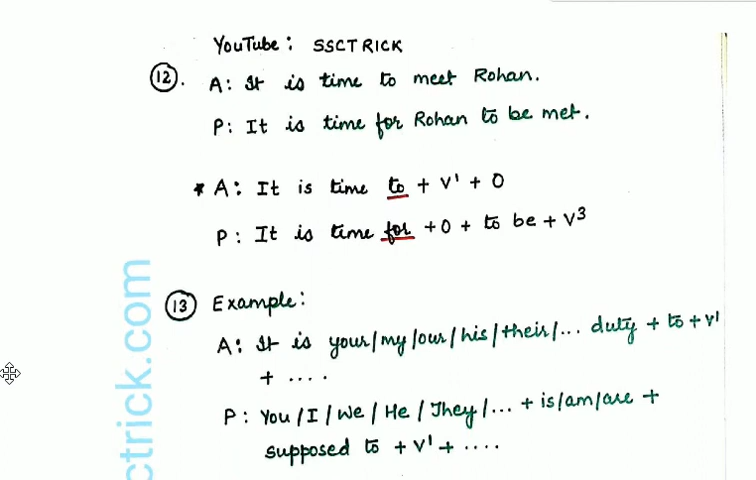 YouTube: SSCTRICK
(12). A: It is time to meet Rohan.
P: It is time for Rohan to be met.
* A: It is time to + V¹ + O
P: It is time for + O + to be + V³
(13) Example:
A: It is your/my/our/his/their/... duty + to + V¹
+ ....
P: You/I/We/He/They/... + is/am/are +
supposed to + V¹ + ....
ctrick.com